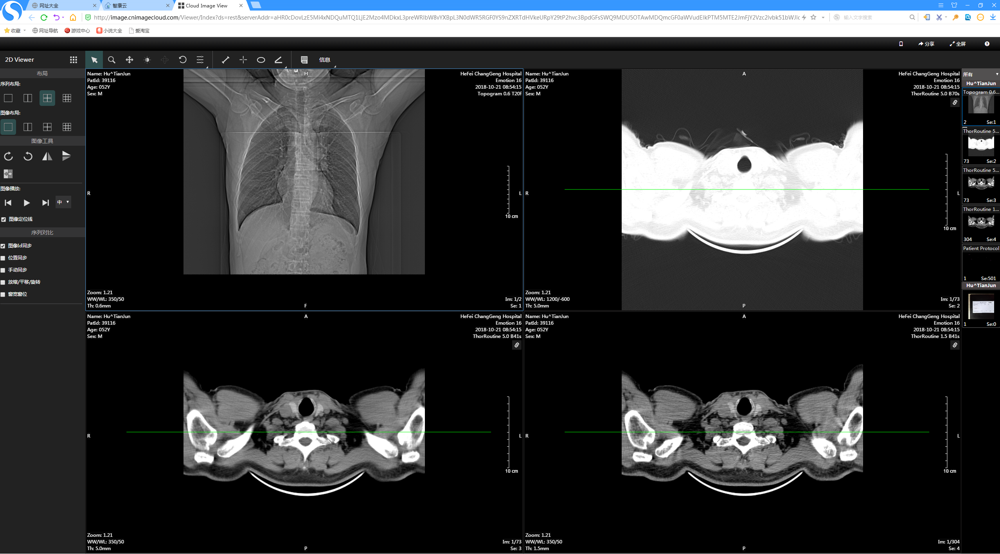 网址大全
智康云
Cloud Image View
http://image.cnimagecloud.com/Viewer/Index?ds=rest&serverAddr=
输入文字搜索
收藏
网址导航
游戏中心
小说大全
爱淘宝
分享
全屏
2D Viewer
信息
布局
序列布局:
图像布局:
图像工具
图像播放:
中
图像定位线
序列对比
图像Id同步
位置同步
手动同步
放缩/平移/旋转
窗宽窗位
Name: Hu^TianJun
PatId: 39116
Age: 052Y
Sex: M
H
HeFei ChangGeng Hospital
Emotion 16
2018-10-21 08:54:15
Topogram 0.6 T20f
R
L
10 cm
Zoom: 1.21
WW/WL: 350/50
Th: 0.6mm
F
Im: 1/2
Se: 1
Name: Hu^TianJun
PatId: 39116
Age: 052Y
Sex: M
A
HeFei ChangGeng Hospital
Emotion 16
2018-10-21 08:54:15
ThorRoutine 5.0 B70s
R
L
10 cm
Zoom: 1.21
WW/WL: 1200/-600
Th: 5.0mm
P
Im: 1/73
Se: 2
Name: Hu^TianJun
PatId: 39116
Age: 052Y
Sex: M
A
HeFei ChangGeng Hospital
Emotion 16
2018-10-21 08:54:15
ThorRoutine 5.0 B41s
R
L
10 cm
Zoom: 1.21
WW/WL: 350/50
Th: 5.0mm
P
Im: 1/73
Se: 3
Name: Hu^TianJun
PatId: 39116
Age: 052Y
Sex: M
A
HeFei ChangGeng Hospital
Emotion 16
2018-10-21 08:54:15
ThorRoutine 1.5 B41s
R
L
10 cm
Zoom: 1.21
WW/WL: 350/50
Th: 1.5mm
P
Im: 1/304
Se: 4
所有
Hu^TianJun
Topogram 0.6...
2 Se:1
ThorRoutine 5...
73 Se:2
ThorRoutine 5...
73 Se:3
ThorRoutine 1...
304 Se:4
Patient Protocol
1 Se:501
Hu^TianJun
1 Se:0